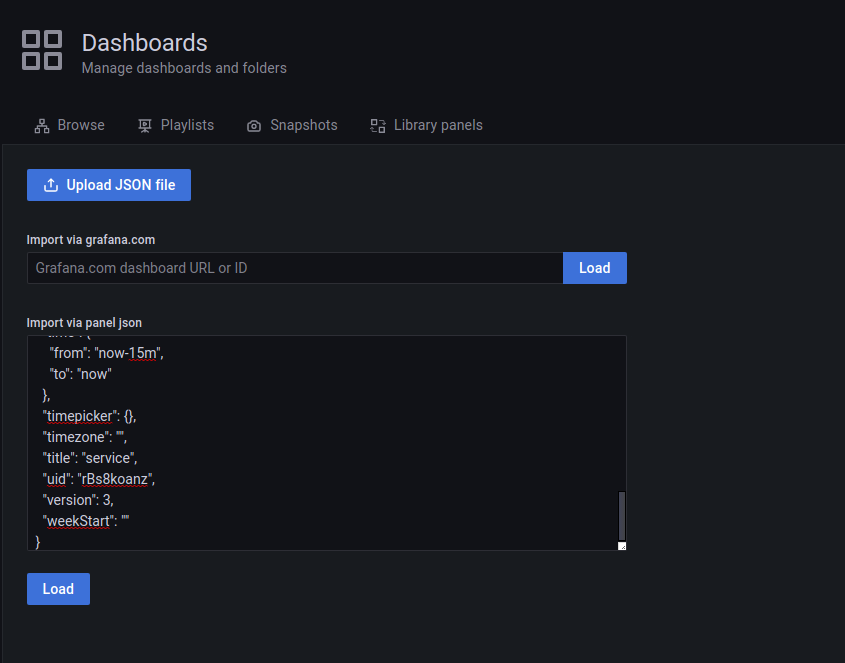 Dashboards
Manage dashboards and folders
Browse Playlists Snapshots Library panels
Upload JSON file
Import via grafana.com
Grafana.com dashboard URL or ID Load
Import via panel json
"from": "now-15m",
"to": "now"
},
"timepicker": {},
"timezone": "",
"title": "service",
"uid": "rBs8koanz",
"version": 3,
"weekStart": ""
}
Load